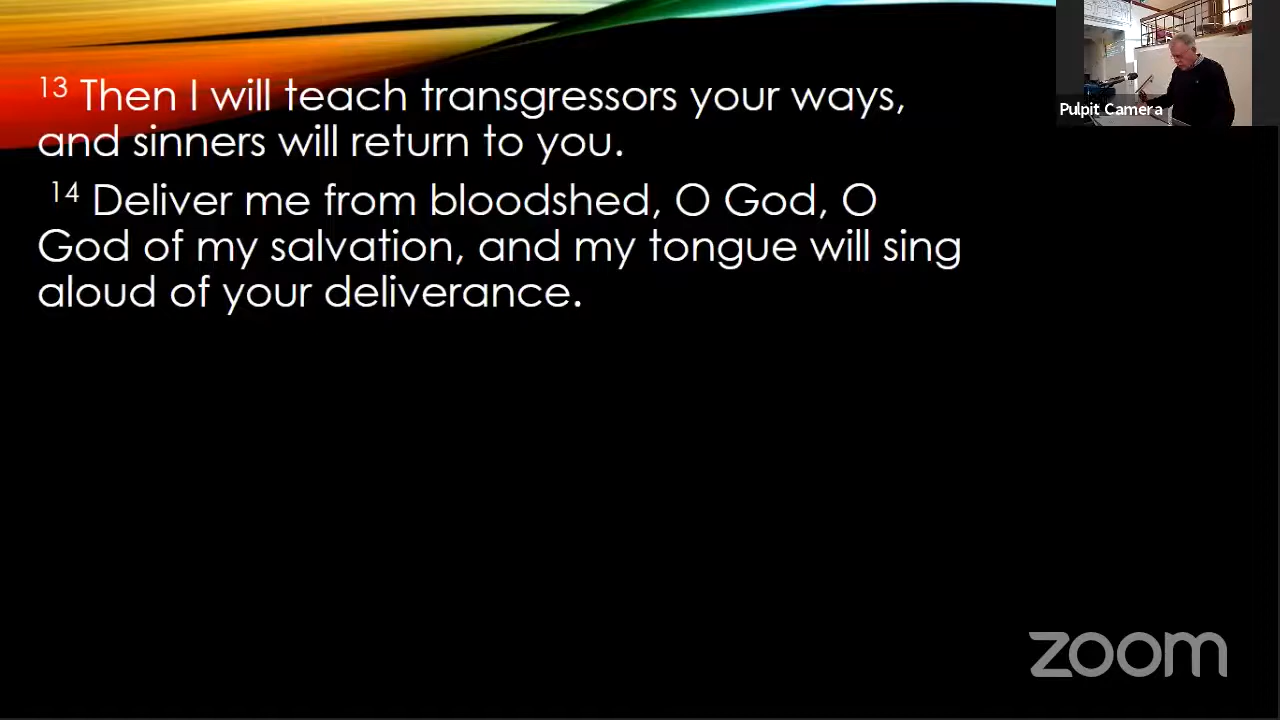 13 Then I will teach transgressors your ways,
and sinners will return to you.
14 Deliver me from bloodshed, O God, O
God of my salvation, and my tongue will sing
aloud of your deliverance.
Pulpit Camera
zoom